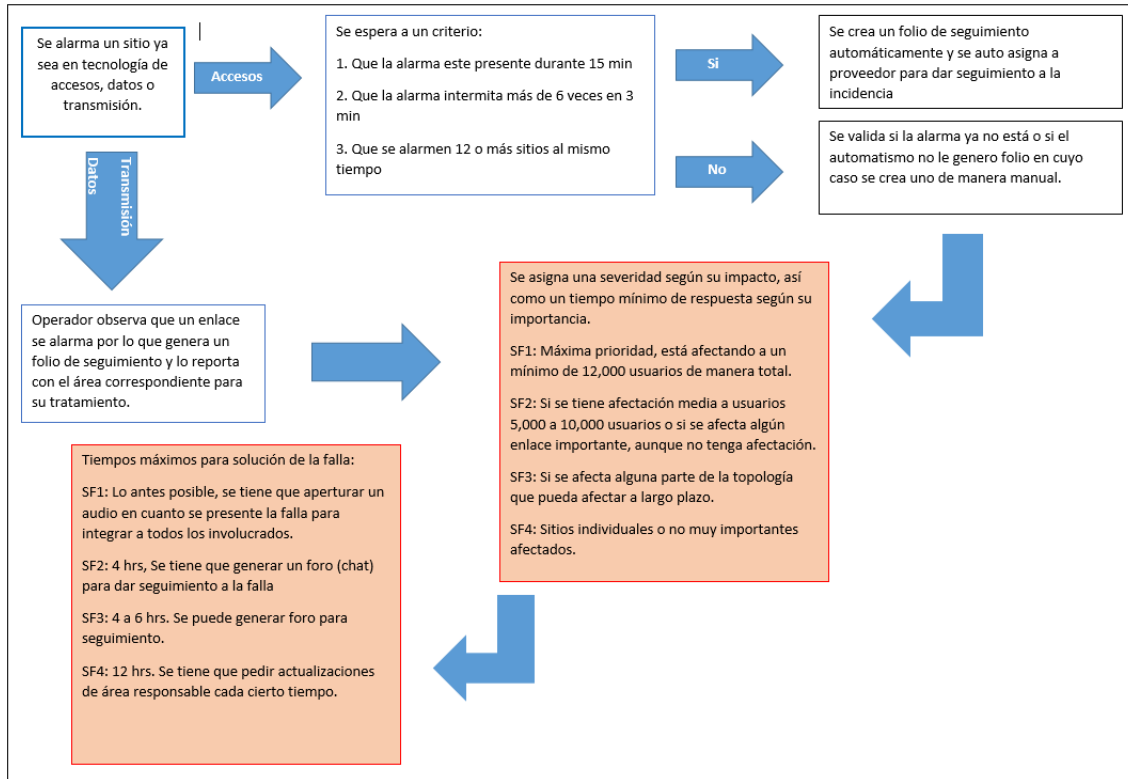 Se alarma un sitio ya
sea en tecnología de
accesos, datos o
transmisión.
Accesos
Se espera a un criterio:
1. Que la alarma este presente durante 15 min
2. Que la alarma intermita más de 6 veces en 3
min
3. Que se alarmen 12 o más sitios al mismo
tiempo
Si
Se crea un folio de seguimiento
automáticamente y se auto asigna a
proveedor para dar seguimiento a la
incidencia
No
Se valida si la alarma ya no está o si el
automatismo no le genero folio en cuyo
caso se crea uno de manera manual.
Transmisión
Datos
Operador observa que un enlace
se alarma por lo que genera un
folio de seguimiento y lo reporta
con el área correspondiente para
su tratamiento.
Se asigna una severidad según su impacto, así
como un tiempo mínimo de respuesta según su
importancia.
SF1: Máxima prioridad, está afectando a un
mínimo de 12,000 usuarios de manera total.
SF2: Si se tiene afectación media a usuarios
5,000 a 10,000 usuarios o si se afecta algún
enlace importante, aunque no tenga afectación.
SF3: Si se afecta alguna parte de la topología
que pueda afectar a largo plazo.
SF4: Sitios individuales o no muy importantes
afectados.
Tiempos máximos para solución de la falla:
SF1: Lo antes posible, se tiene que aperturar un
audio en cuanto se presente la falla para
integrar a todos los involucrados.
SF2: 4 hrs, Se tiene que generar un foro (chat)
para dar seguimiento a la falla
SF3: 4 a 6 hrs. Se puede generar foro para
seguimiento.
SF4: 12 hrs. Se tiene que pedir actualizaciones
de área responsable cada cierto tiempo.